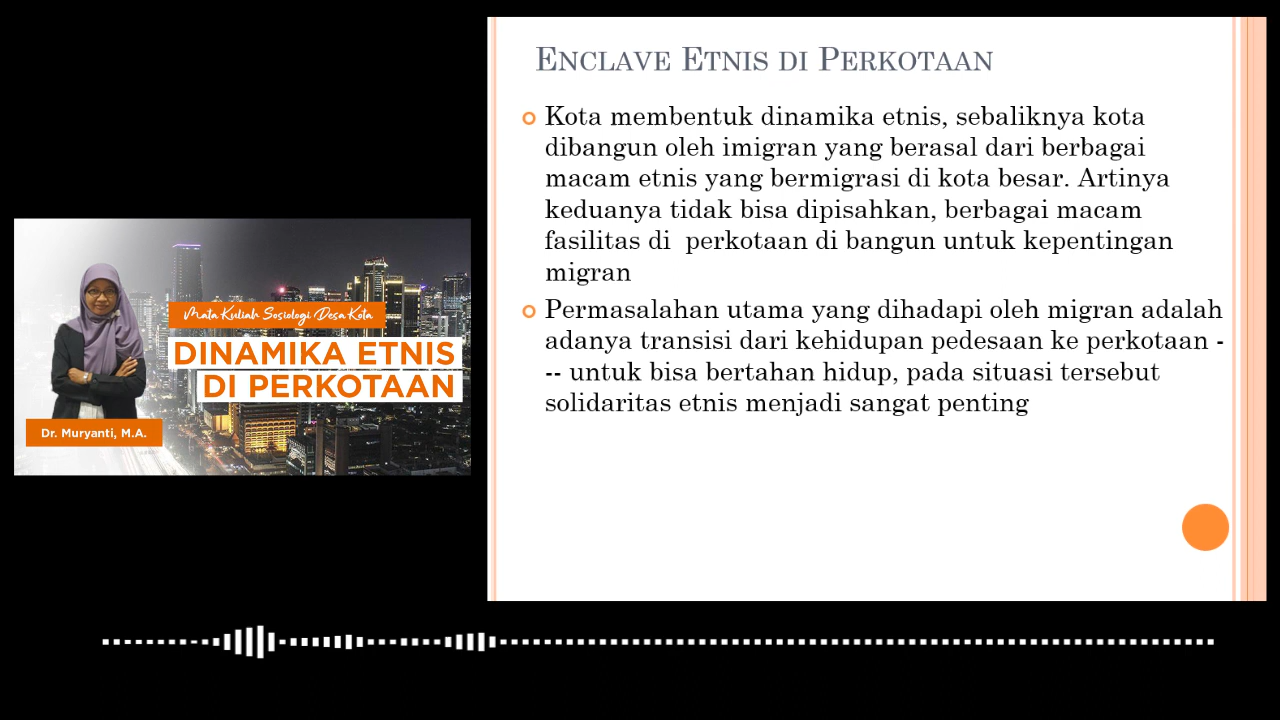 Enclave Etnis di Perkotaan
Kota membentuk dinamika etnis, sebaliknya kota
dibangun oleh imigran yang berasal dari berbagai
macam etnis yang bermigrasi di kota besar. Artinya
keduanya tidak bisa dipisahkan, berbagai macam
fasilitas di  perkotaan di bangun untuk kepentingan
migran
Permasalahan utama yang dihadapi oleh migran adalah
adanya transisi dari kehidupan pedesaan ke perkotaan -
-- untuk bisa bertahan hidup, pada situasi tersebut
solidaritas etnis menjadi sangat penting
Mata Kuliah Sosiologi Desa Kota
DINAMIKA ETNIS
DI PERKOTAAN
Dr. Muryanti, M.A.